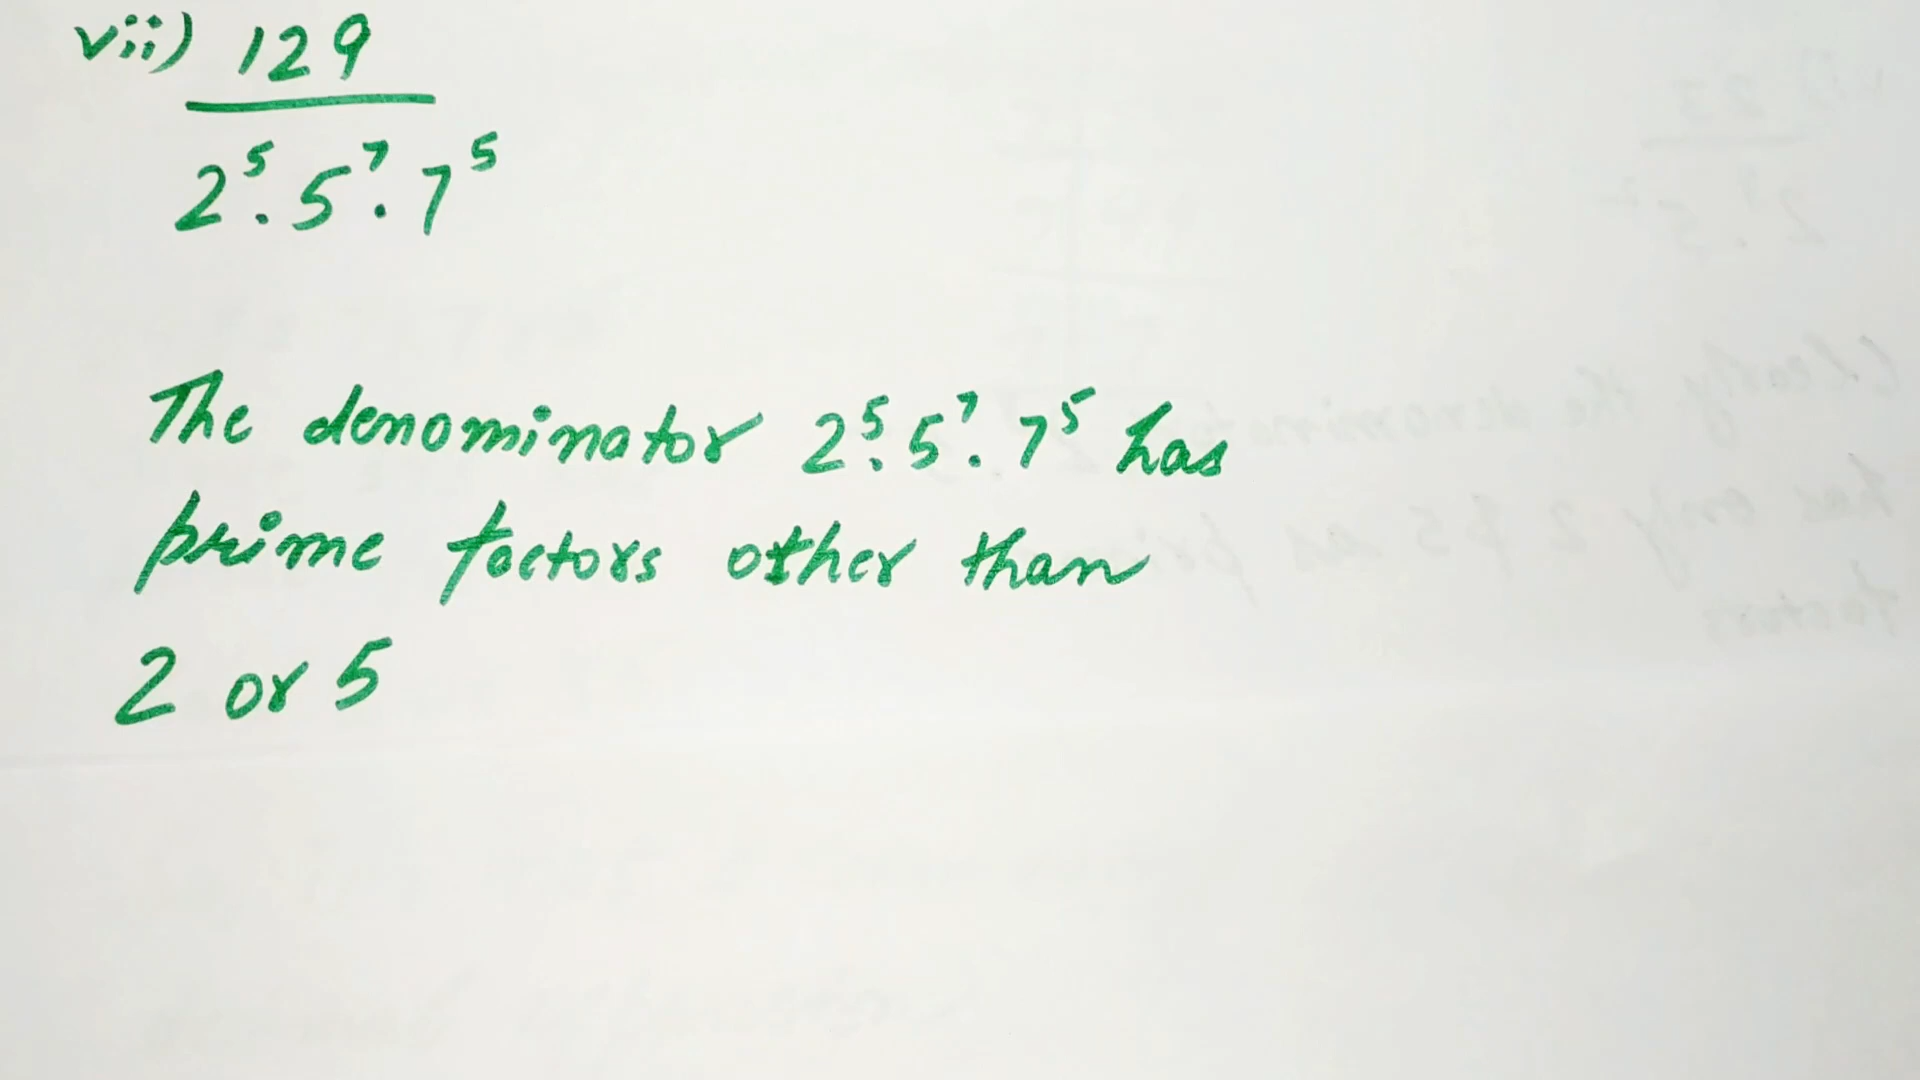 vii) 129
2⁵. 5⁷. 7⁵
The denominator 2⁵. 5⁷. 7⁵ has
prime factors other than
2 or 5